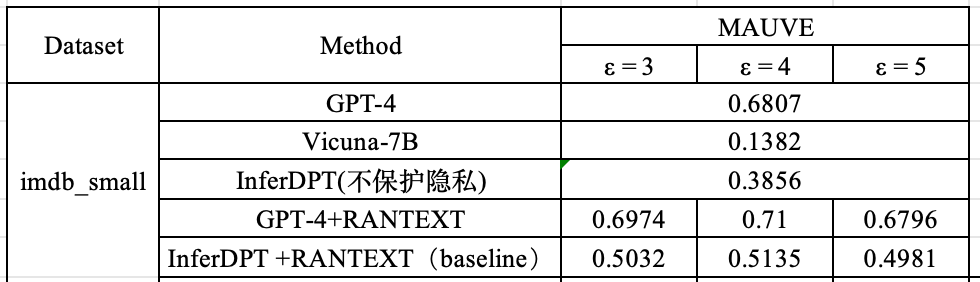 Dataset Method MAUVE
ε = 3 ε = 4 ε = 5
imdb_small
GPT-4 0.6807
Vicuna-7B 0.1382
InferDPT(不保护隐私) 0.3856
GPT-4+RANTEXT 0.6974 0.71 0.6796
InferDPT +RANTEXT（baseline） 0.5032 0.5135 0.4981